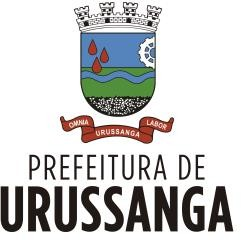 OMNIA URUSSANGA LABOR
PREFEITURA DE
URUSSANGA